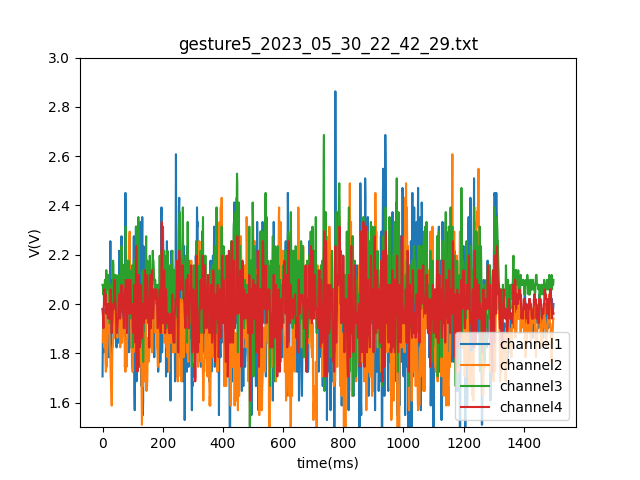 gesture5_2023_05_30_22_42_29.txt
3.0
2.8
2.6
2.4
2.2
2.0
1.8
1.6
V(V)
channel1
channel2
channel3
channel4
0 200 400 600 800 1000 1200 1400
time(ms)